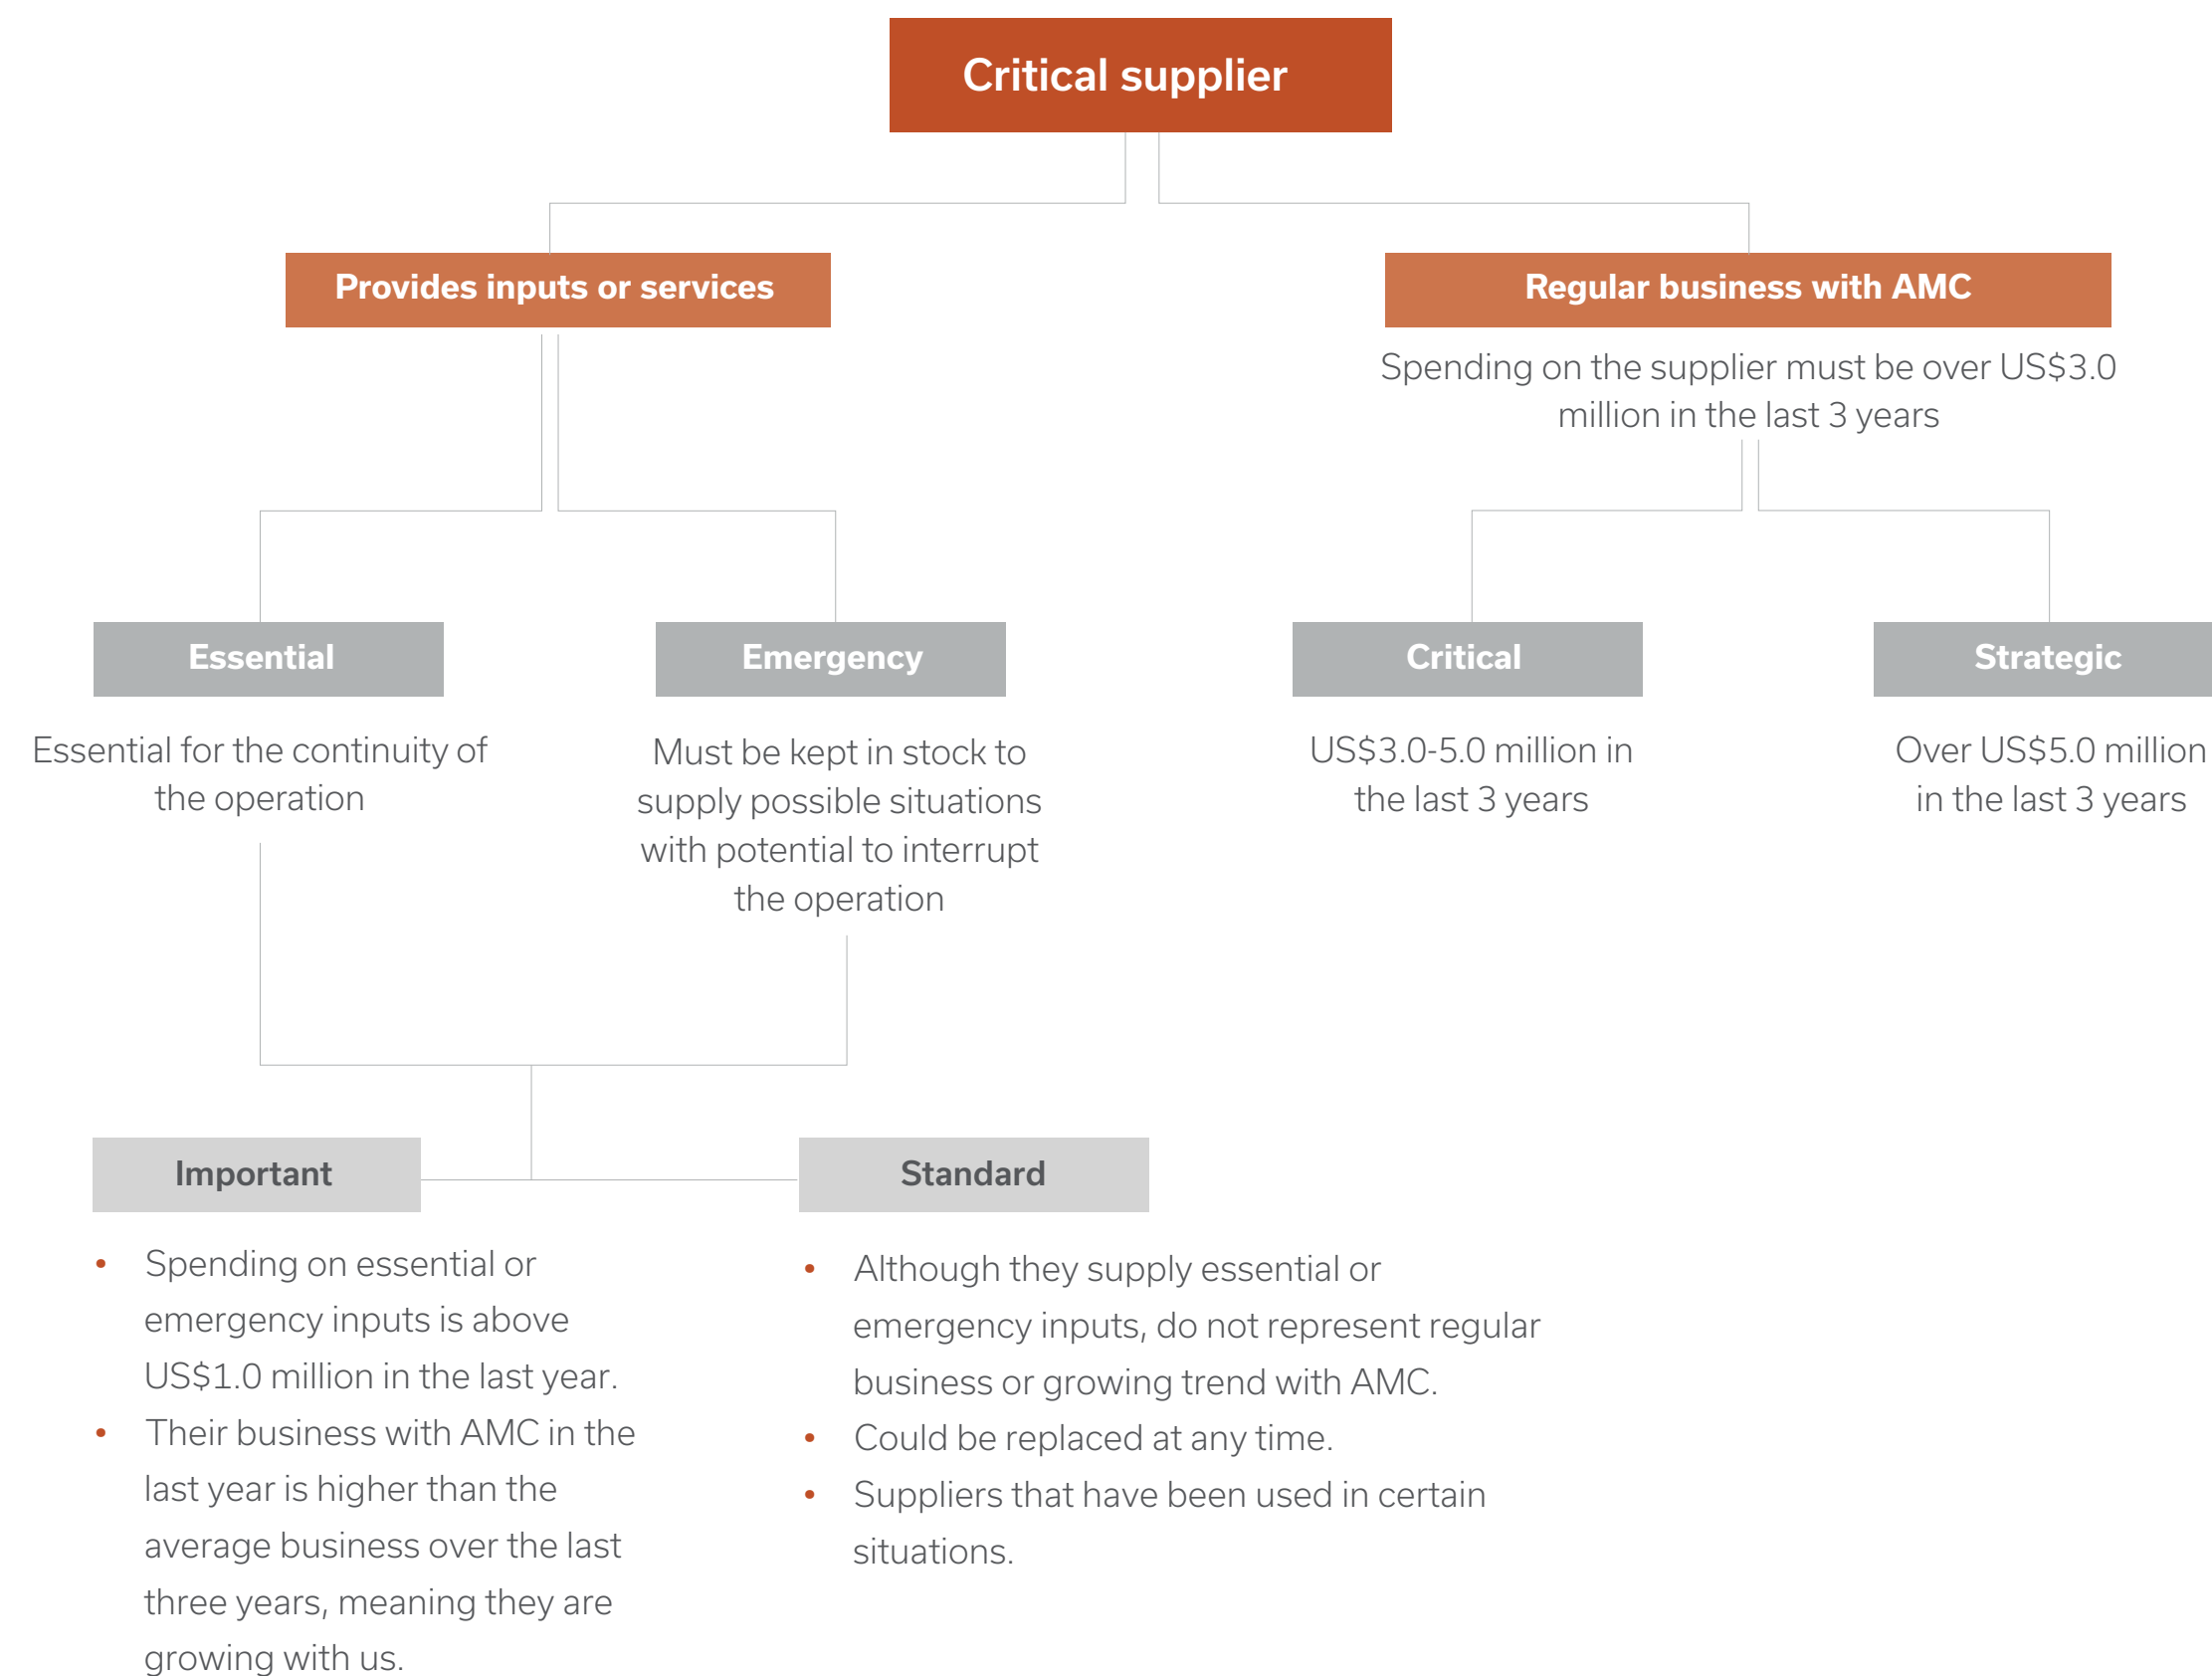 Critical supplier
Provides inputs or services
Regular business with AMC
Spending on the supplier must be over US$3.0
million in the last 3 years
Essential
Essential for the continuity of
the operation
Emergency
Must be kept in stock to
supply possible situations
with potential to interrupt
the operation
Critical
US$3.0-5.0 million in
the last 3 years
Strategic
Over US$5.0 million
in the last 3 years
Important
• Spending on essential or
emergency inputs is above
US$1.0 million in the last year.
• Their business with AMC in the
last year is higher than the
average business over the last
three years, meaning they are
growing with us.
Standard
• Although they supply essential or
emergency inputs, do not represent regular
business or growing trend with AMC.
• Could be replaced at any time.
• Suppliers that have been used in certain
situations.